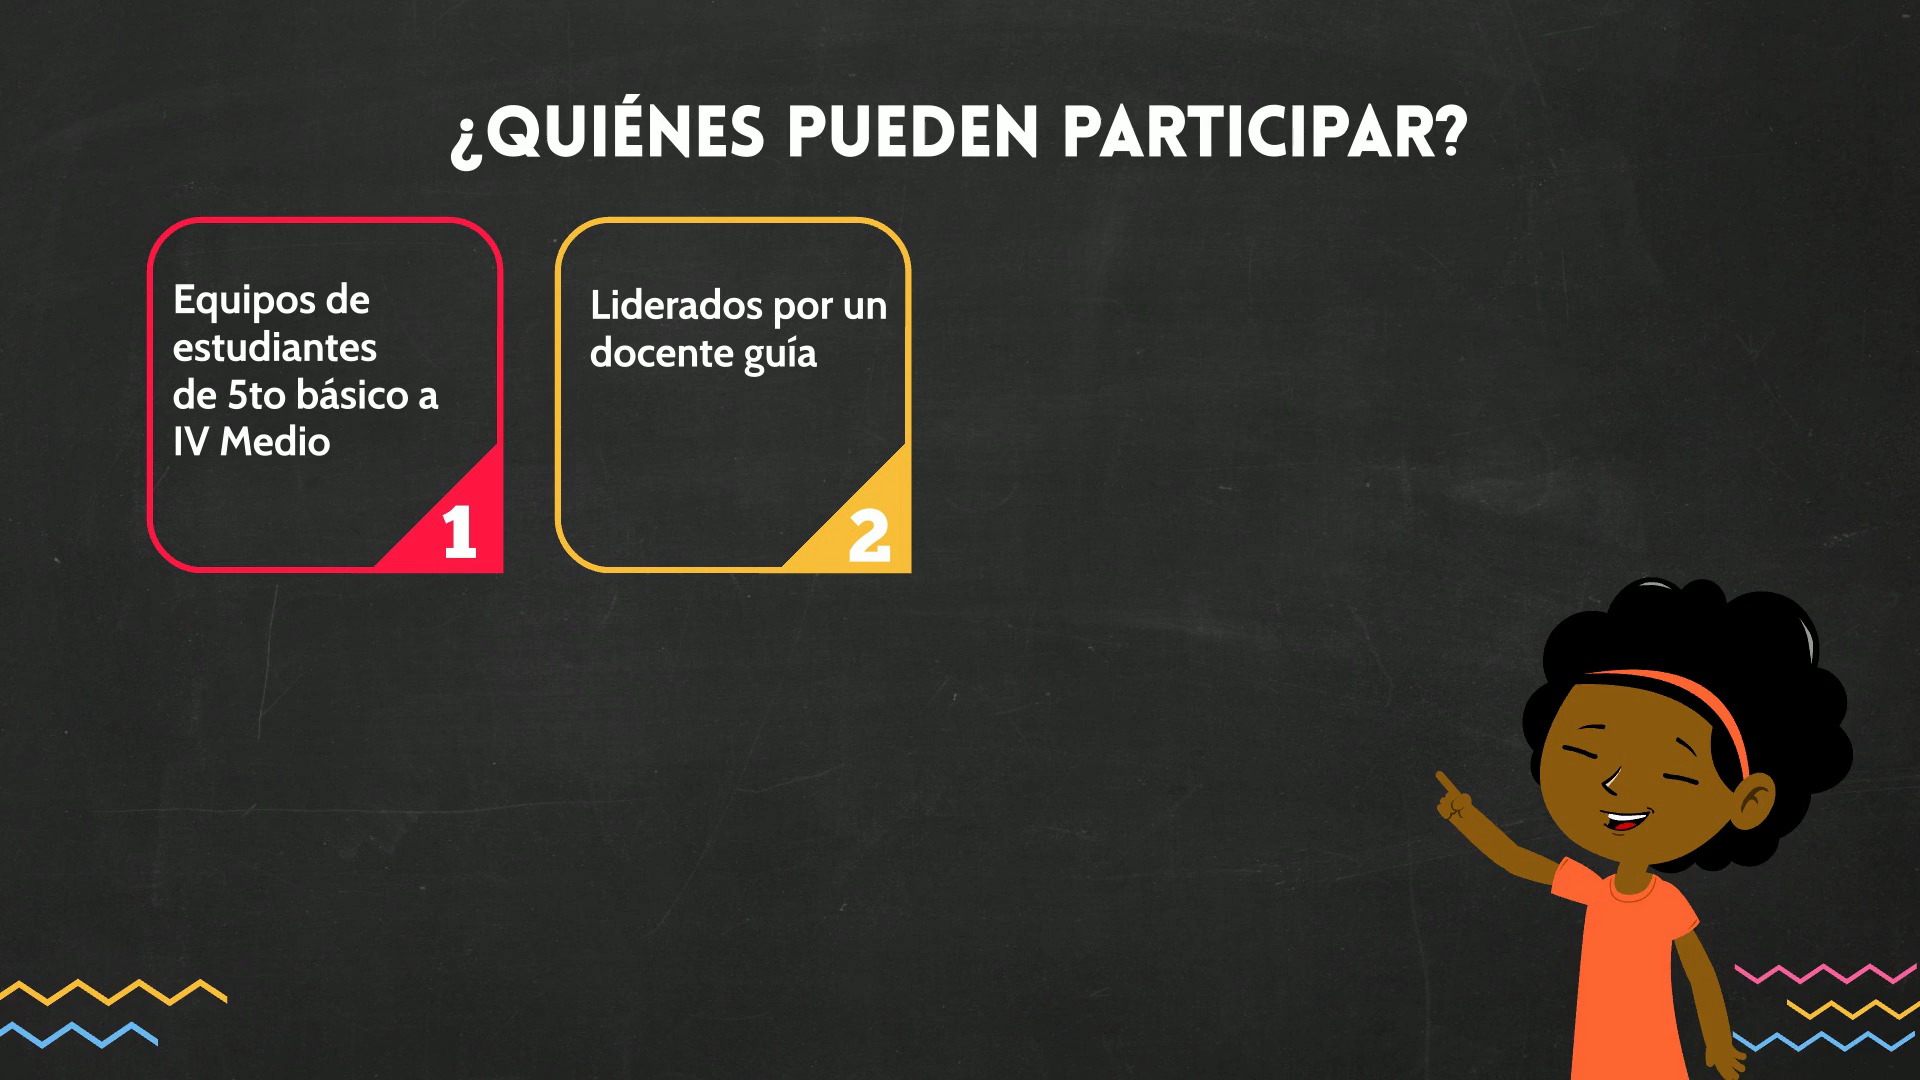 ¿QUIÉNES PUEDEN PARTICIPAR?
Equipos de
estudiantes
de 5to básico a
IV Medio
1
Liderados por un
docente guía
2